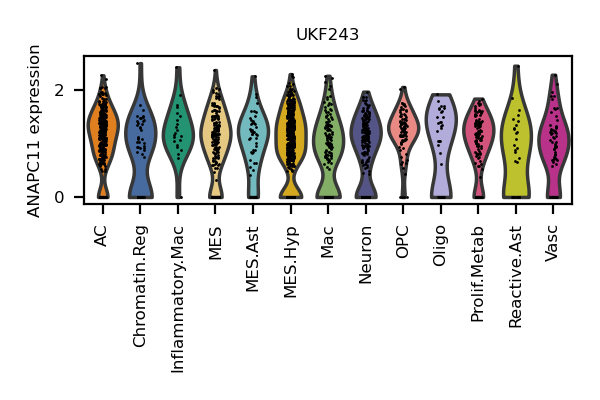 UKF243
ANAPC11 expression
2
0
AC
Chromatin.Reg
Inflammatory.Mac
MES
MES.Ast
MES.Hyp
Mac
Neuron
OPC
Oligo
Prolif.Metab
Reactive.Ast
Vasc